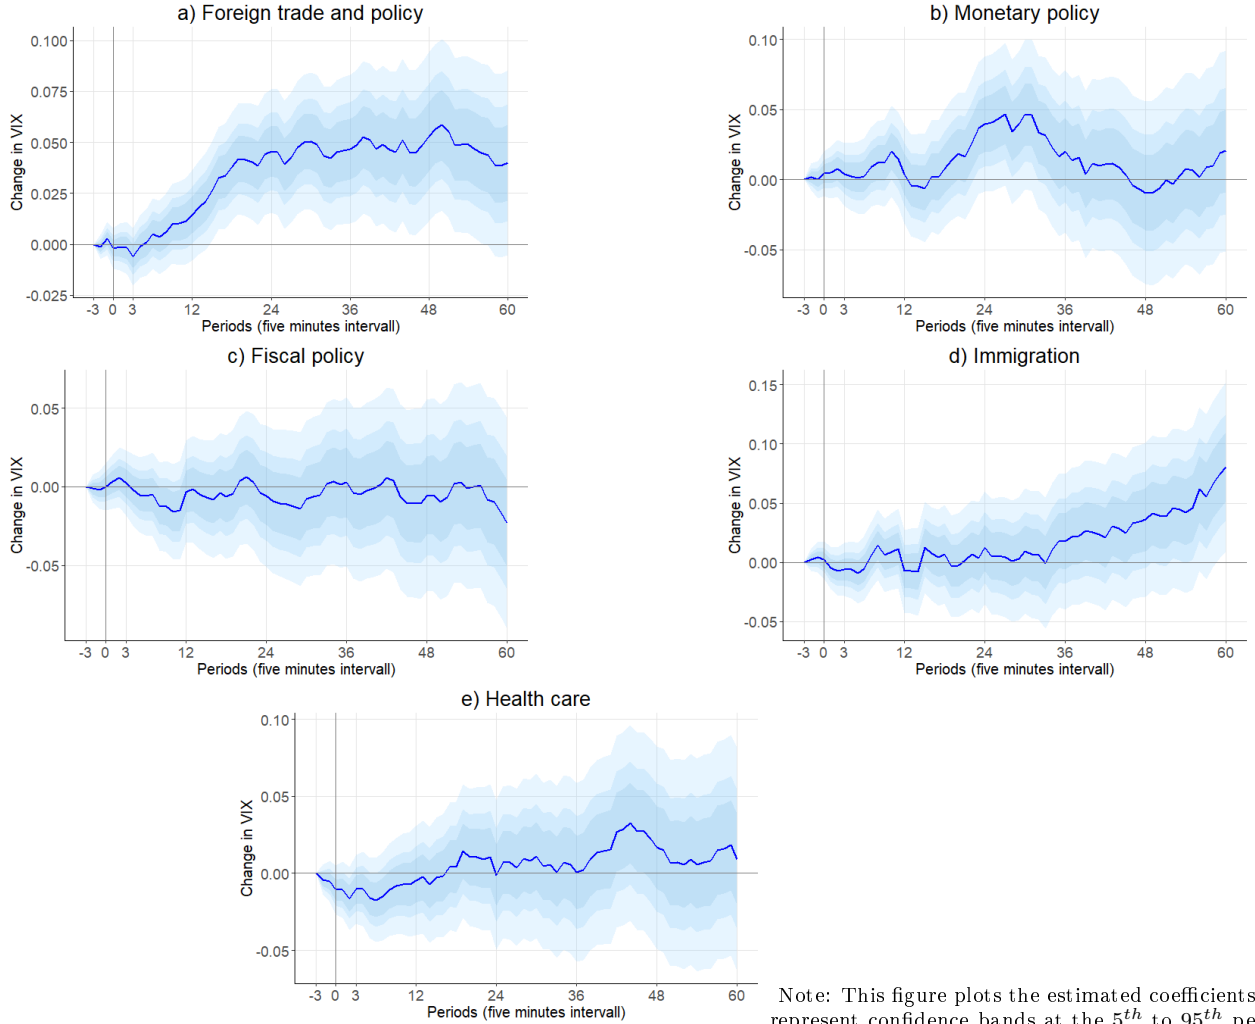 a) Foreign trade and policy
Change in VIX
0.100
0.075
0.050
0.025
0.000
-0.025
-3 0 3 12 24 36 48 60
Periods (five minutes intervall)
b) Monetary policy
Change in VIX
0.10
0.05
0.00
-0.05
-3 0 3 12 24 36 48 60
Periods (five minutes intervall)
c) Fiscal policy
Change in VIX
0.05
0.00
-0.05
-3 0 3 12 24 36 48 60
Periods (five minutes intervall)
d) Immigration
Change in VIX
0.15
0.10
0.05
0.00
-0.05
-3 0 3 12 24 36 48 60
Periods (five minutes intervall)
e) Health care
Change in VIX
0.10
0.05
0.00
-0.05
-3 0 3 12 24 36 48 60
Periods (five minutes intervall)
Note: This figure plots the estimated coefficients
represent confidence bands at the 5th to 95th pe